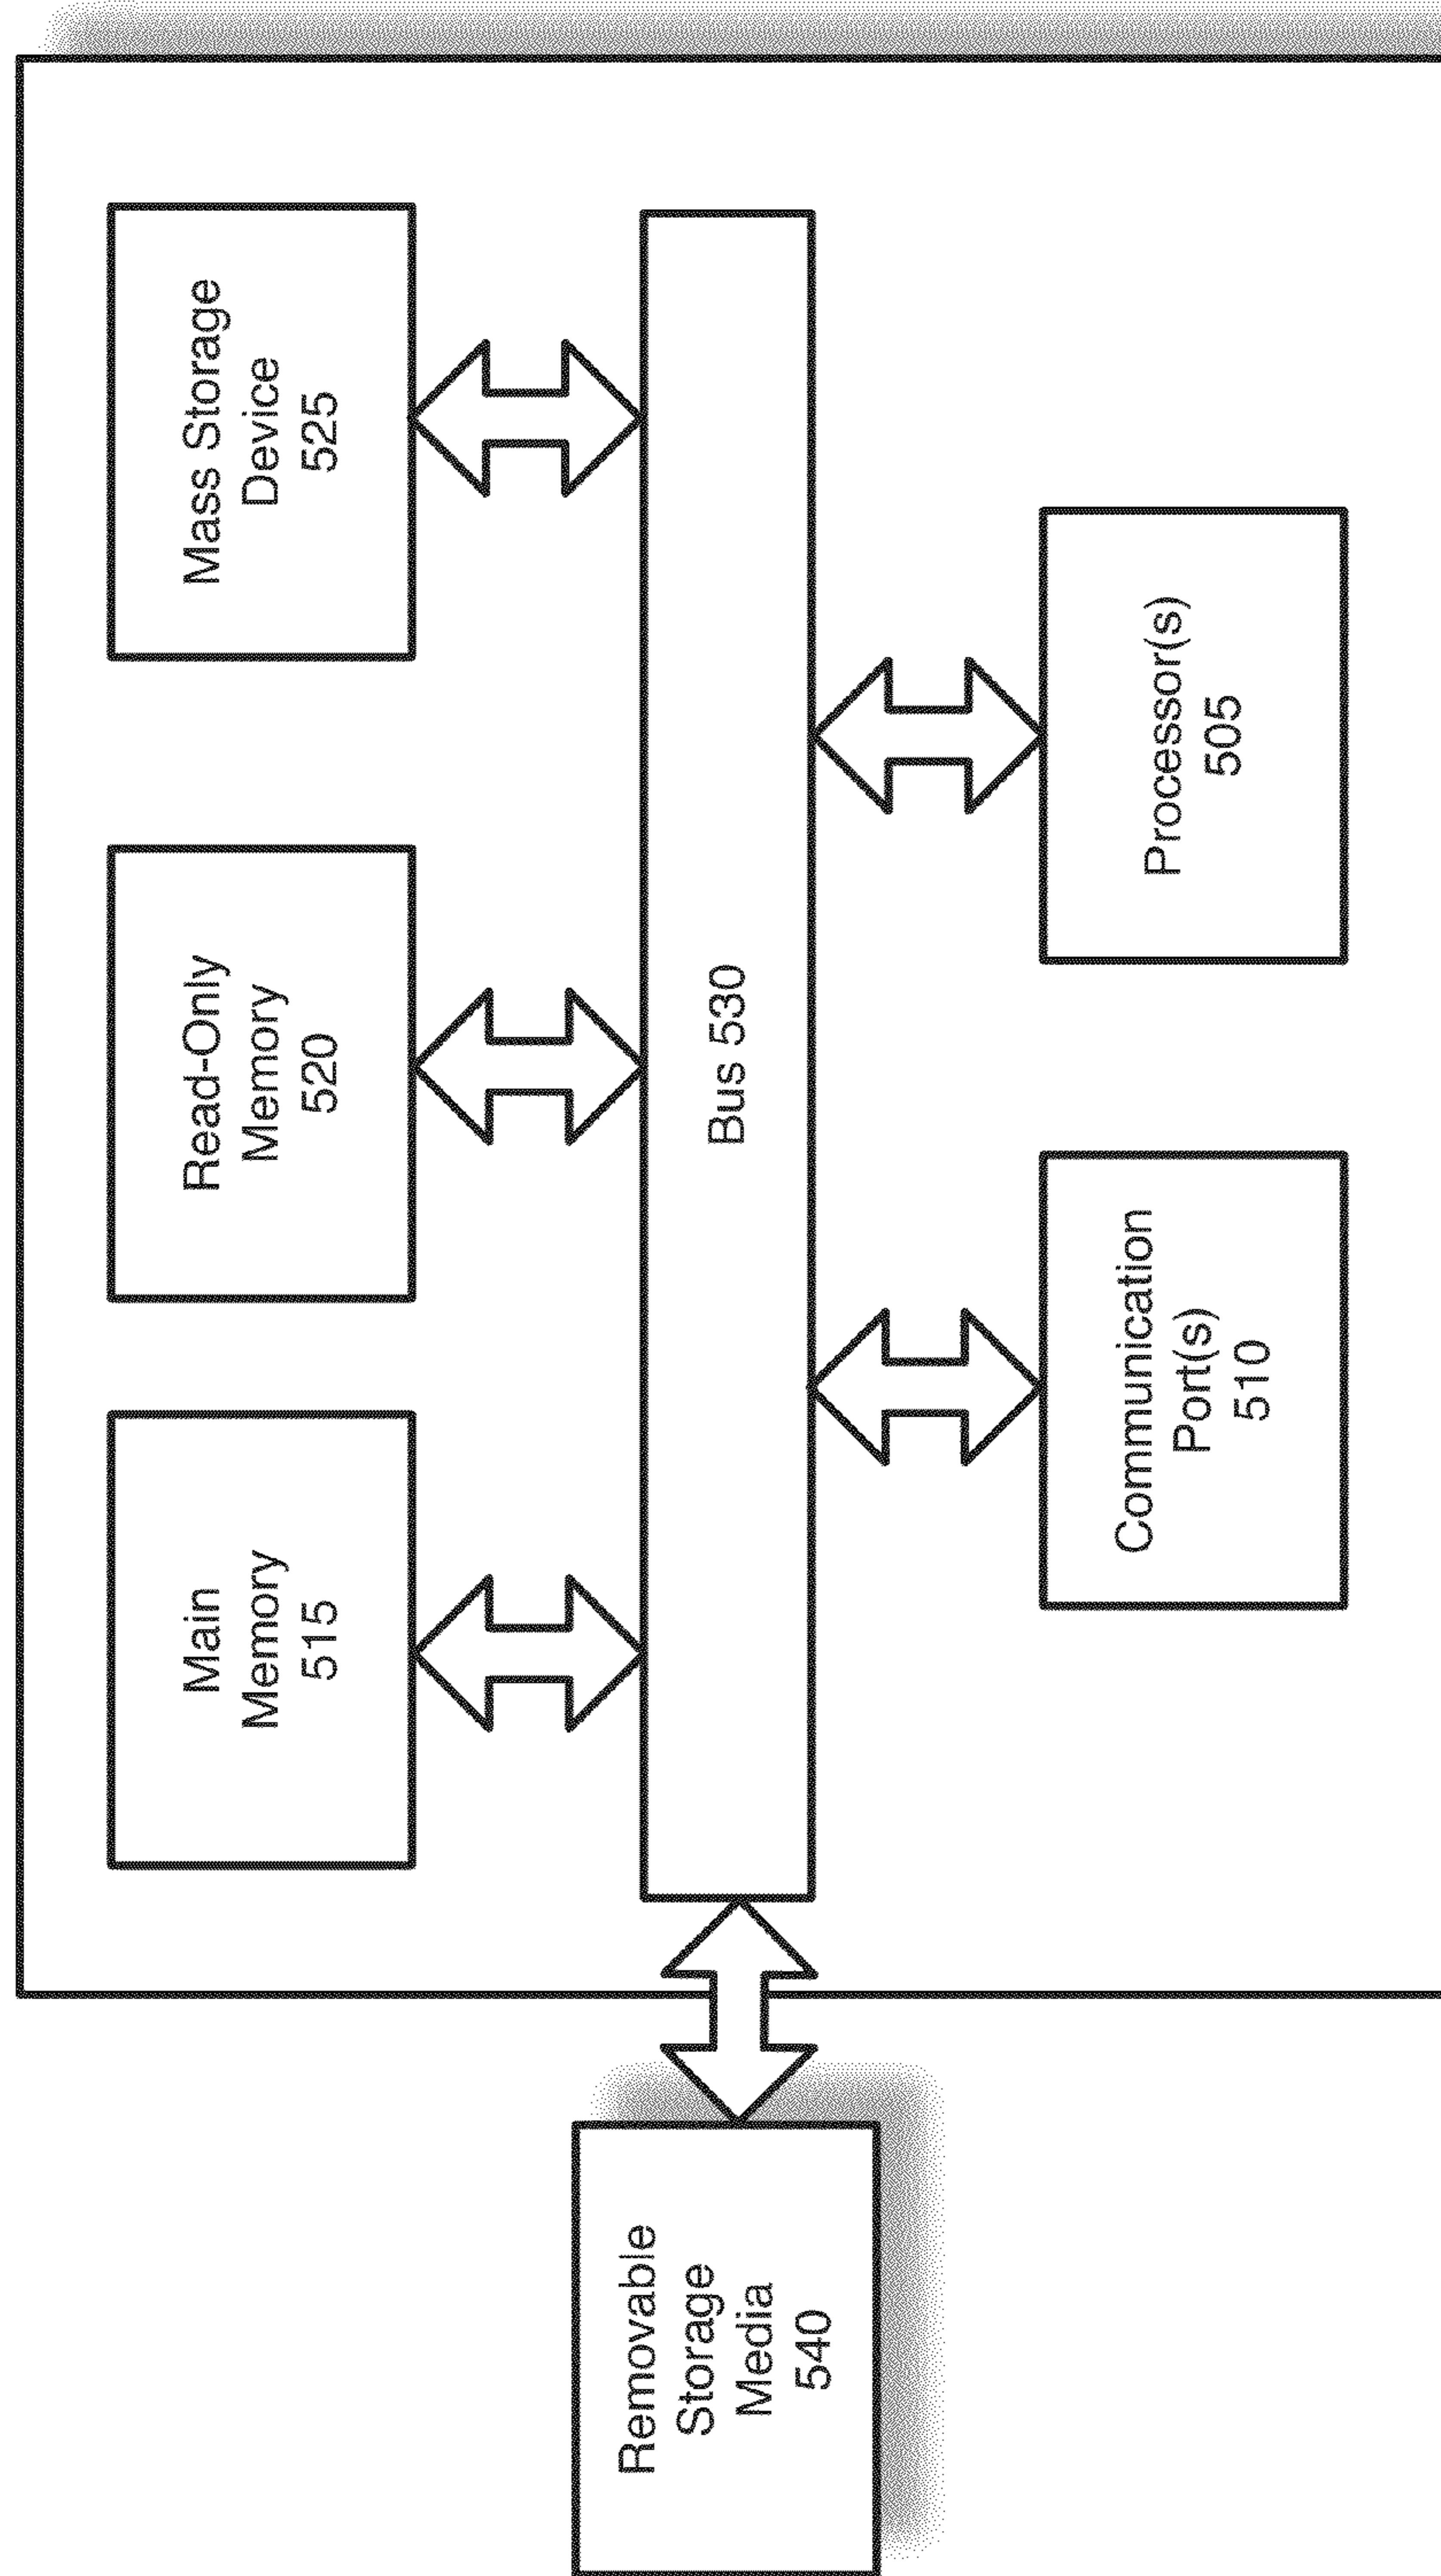 Main
Memory
515
Read-Only
Memory
520
Mass Storage
Device
525
Removable
Storage
Media
540
Bus 530
Communication
Port(s)
510
Processor(s)
505